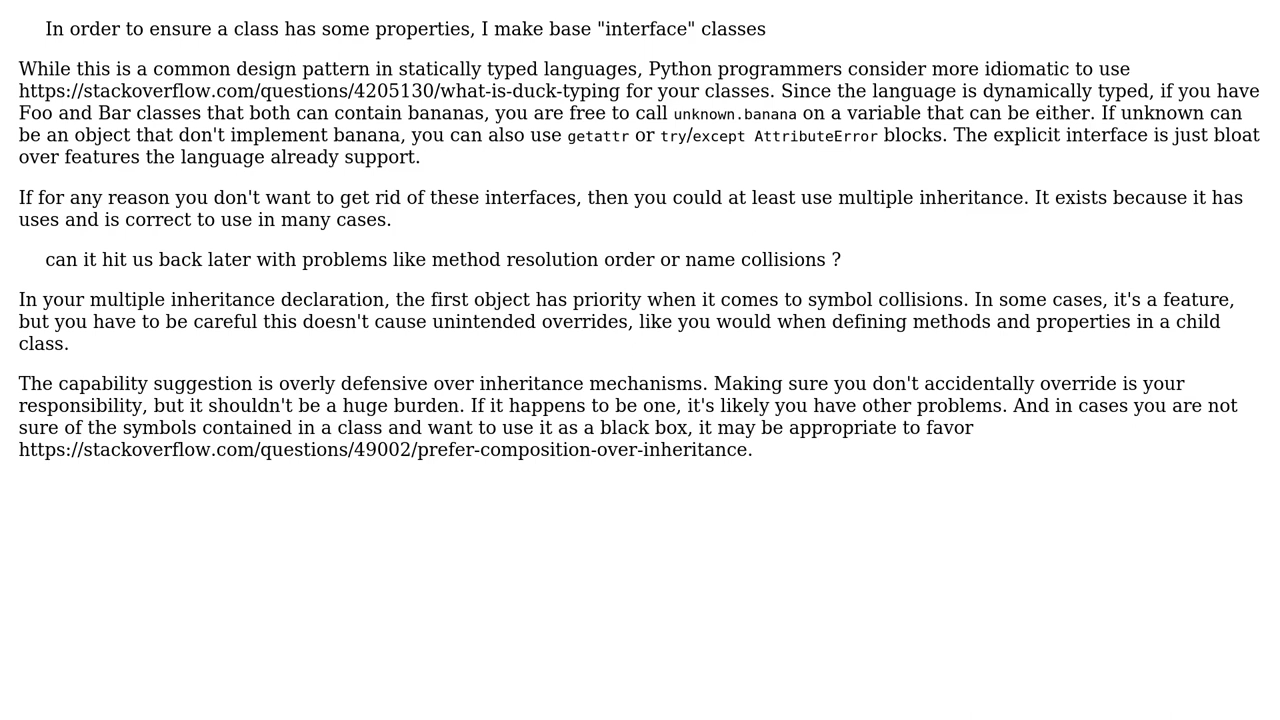 In order to ensure a class has some properties, I make base "interface" classes
While this is a common design pattern in statically typed languages, Python programmers consider more idiomatic to use
https://stackoverflow.com/questions/4205130/what-is-duck-typing for your classes. Since the language is dynamically typed, if you have
Foo and Bar classes that both can contain bananas, you are free to call unknown.banana on a variable that can be either. If unknown can
be an object that don't implement banana, you can also use getattr or try/except AttributeError blocks. The explicit interface is just bloat
over features the language already support.
If for any reason you don't want to get rid of these interfaces, then you could at least use multiple inheritance. It exists because it has
uses and is correct to use in many cases.
can it hit us back later with problems like method resolution order or name collisions ?
In your multiple inheritance declaration, the first object has priority when it comes to symbol collisions. In some cases, it's a feature,
but you have to be careful this doesn't cause unintended overrides, like you would when defining methods and properties in a child
class.
The capability suggestion is overly defensive over inheritance mechanisms. Making sure you don't accidentally override is your
responsibility, but it shouldn't be a huge burden. If it happens to be one, it's likely you have other problems. And in cases you are not
sure of the symbols contained in a class and want to use it as a black box, it may be appropriate to favor
https://stackoverflow.com/questions/49002/prefer-composition-over-inheritance.